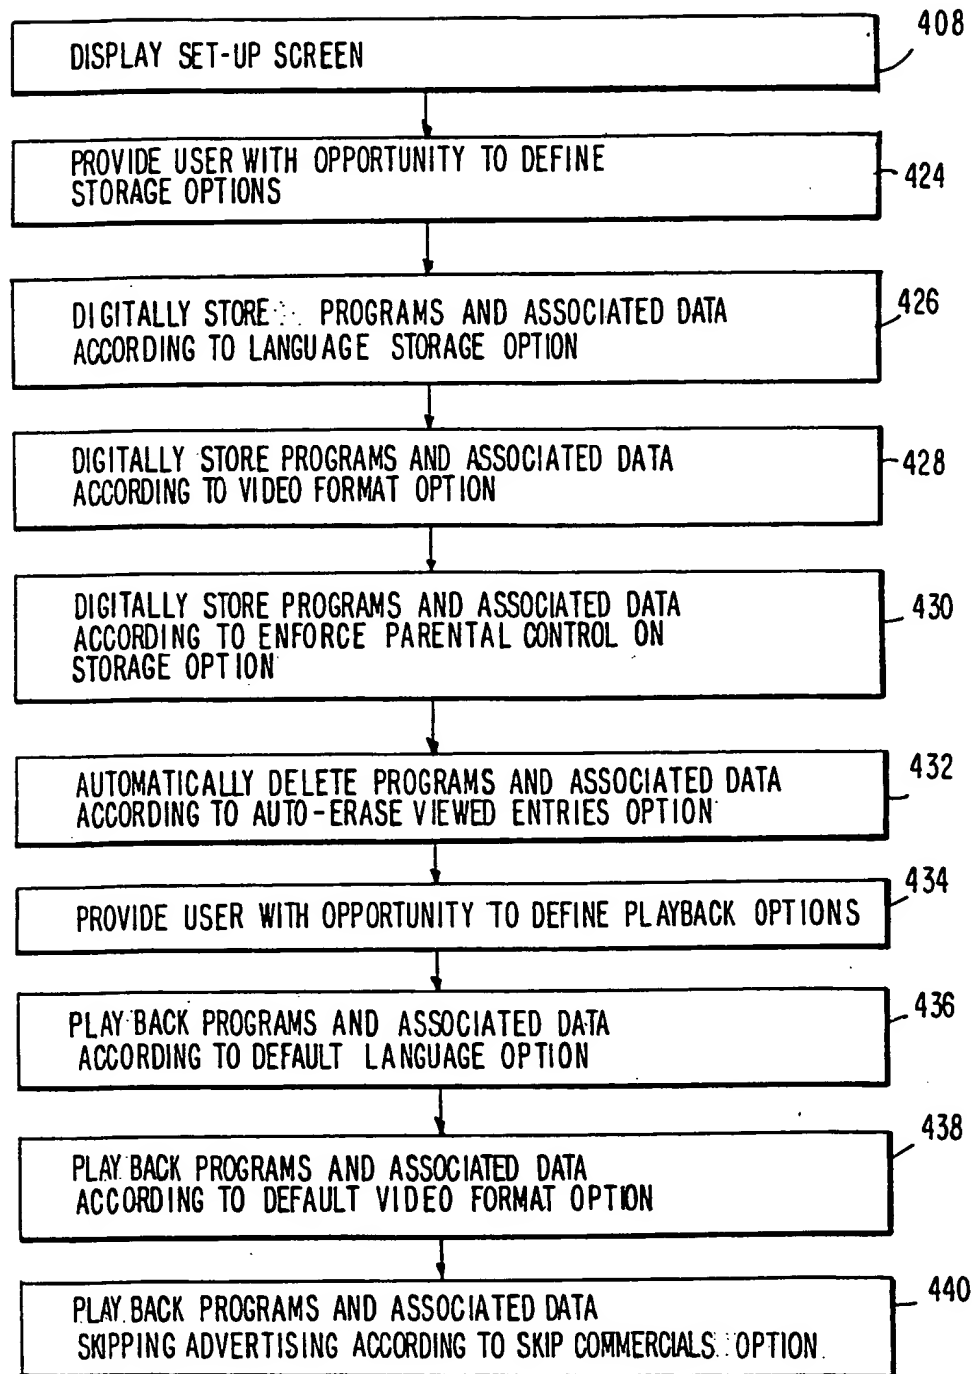 DISPLAY SET-UP SCREEN
408
PROVIDE USER WITH OPPORTUNITY TO DEFINE
STORAGE OPTIONS
424
DIGITALLY STORE PROGRAMS AND ASSOCIATED DATA
ACCORDING TO LANGUAGE STORAGE OPTION
426
DIGITALLY STORE PROGRAMS AND ASSOCIATED DATA
ACCORDING TO VIDEO FORMAT OPTION
428
DIGITALLY STORE PROGRAMS AND ASSOCIATED DATA
ACCORDING TO ENFORCE PARENTAL CONTROL ON
STORAGE OPTION
430
AUTOMATICALLY DELETE PROGRAMS AND ASSOCIATED DATA
ACCORDING TO AUTO-ERASE VIEWED ENTRIES OPTION
432
PROVIDE USER WITH OPPORTUNITY TO DEFINE PLAYBACK OPTIONS
434
PLAY BACK PROGRAMS AND ASSOCIATED DATA
ACCORDING TO DEFAULT LANGUAGE OPTION
436
PLAY BACK PROGRAMS AND ASSOCIATED DATA
ACCORDING TO DEFAULT VIDEO FORMAT OPTION
438
PLAY BACK PROGRAMS AND ASSOCIATED DATA
SKIPPING ADVERTISING ACCORDING TO SKIP COMMERCIALS OPTION
440